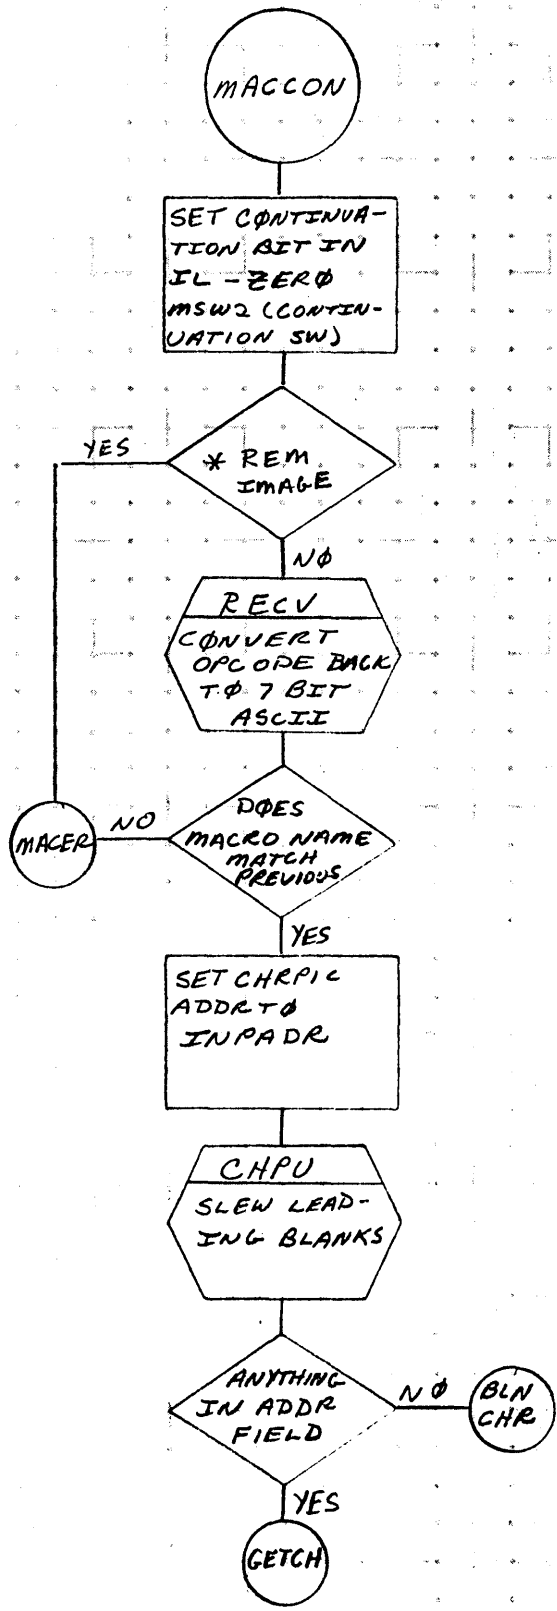 MACCON
SET CØNTINUA-
TION BIT IN
IL - ZERØ
MSW2 (CONTIN-
UATION SW)
YES
* REM
IMAGE
NØ
RECV
CØNVERT
OPCODE BACK
TØ 7 BIT
ASCII
MACER
NO
DØES
MACRO NAME
MATCH
PREVIOUS
YES
SET CHRPIC
ADDR TØ
INPADR
CHPU
SLEW LEAD-
ING BLANKS
ANYTHING
IN ADDR
FIELD
NØ
BLN
CHR
YES
GETCH